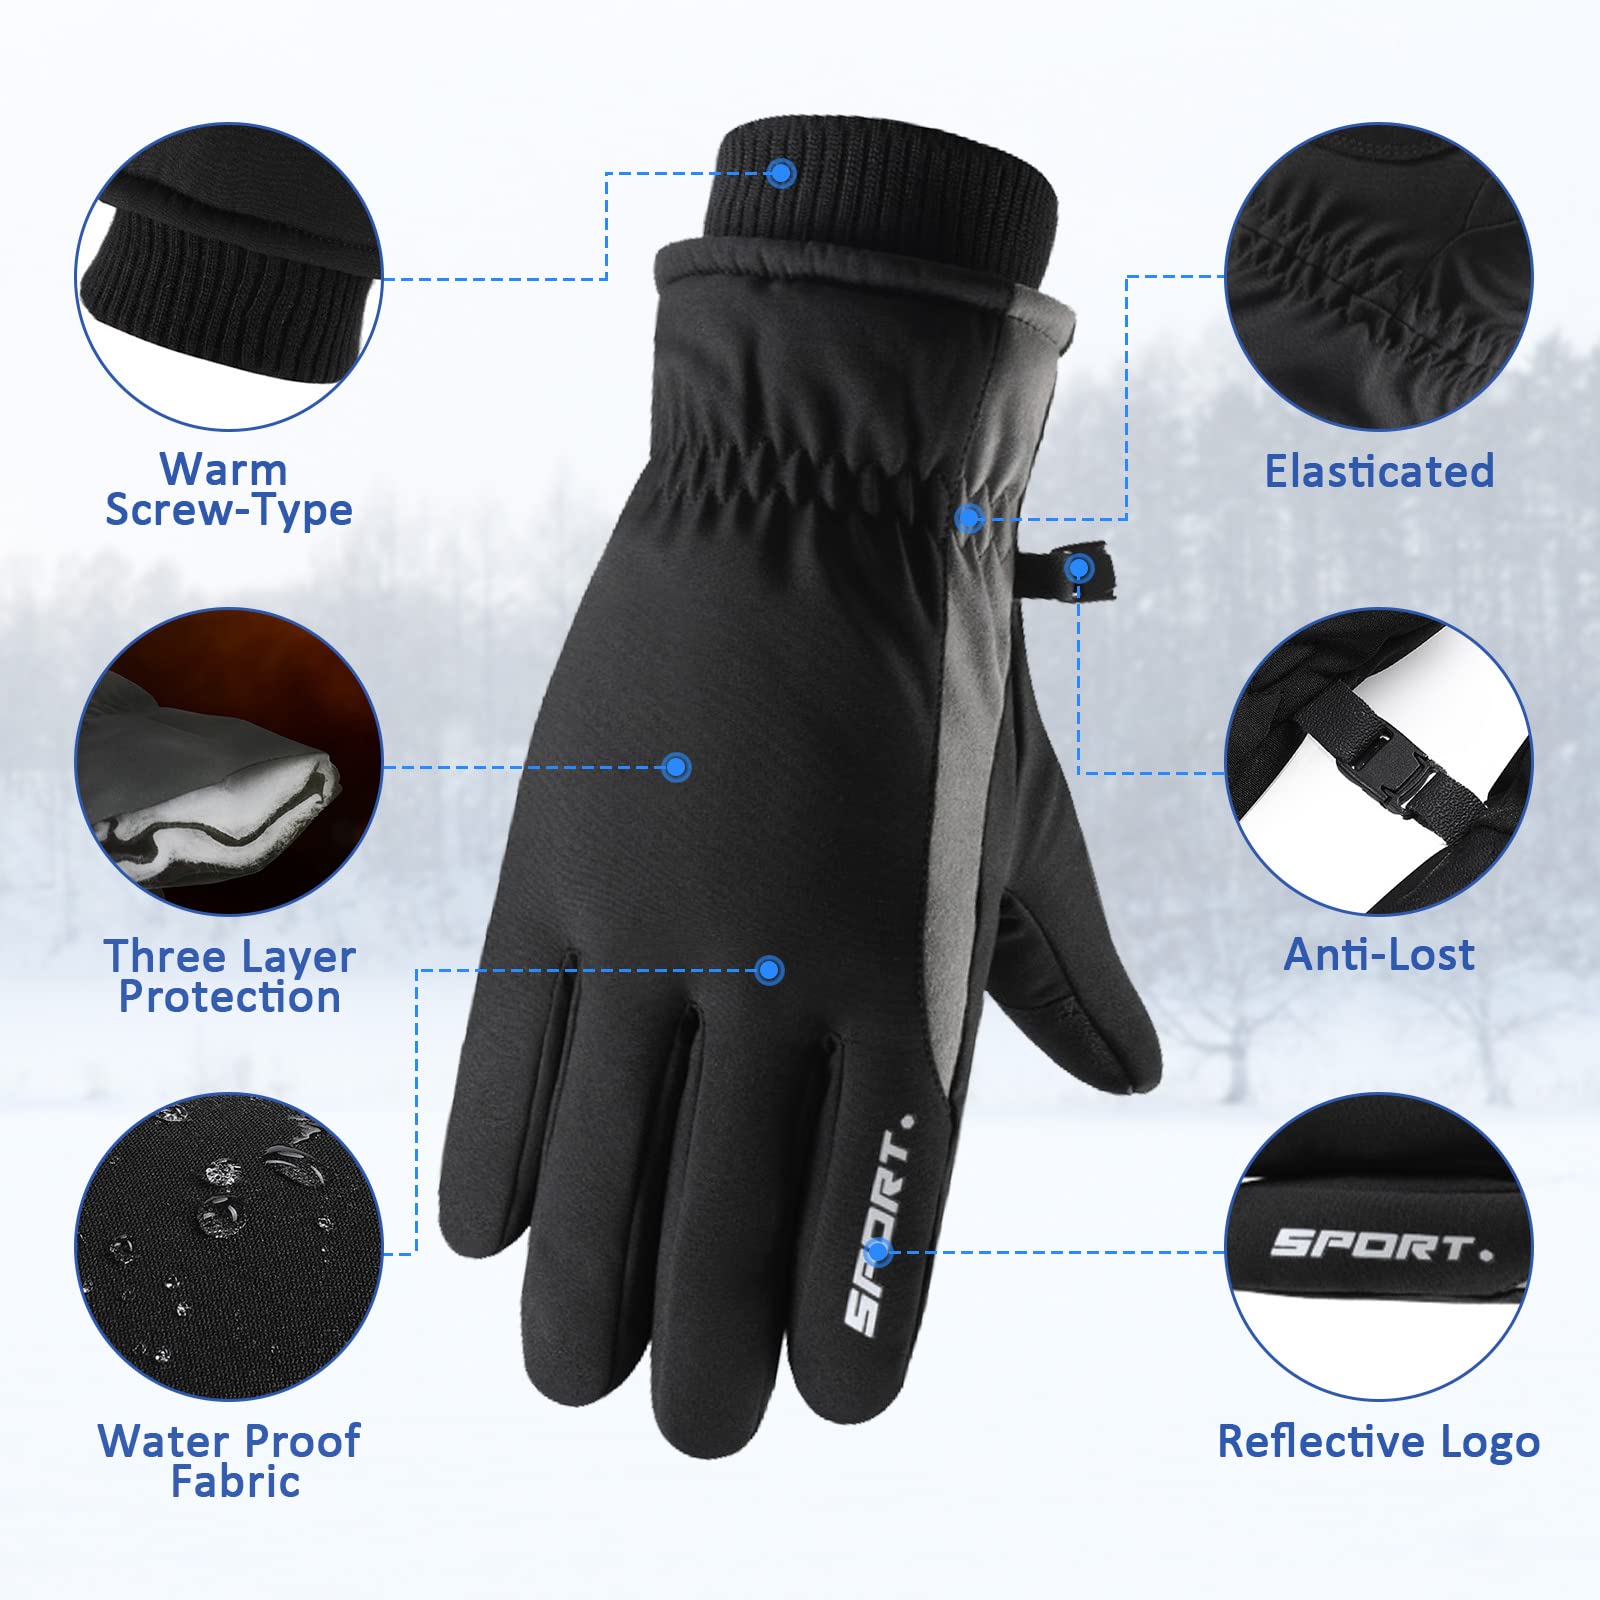 Warm
Screw-Type
Elasticated
Three Layer
Protection
Anti-Lost
SPORT.
SPORT.
Water Proof
Fabric
Reflective Logo